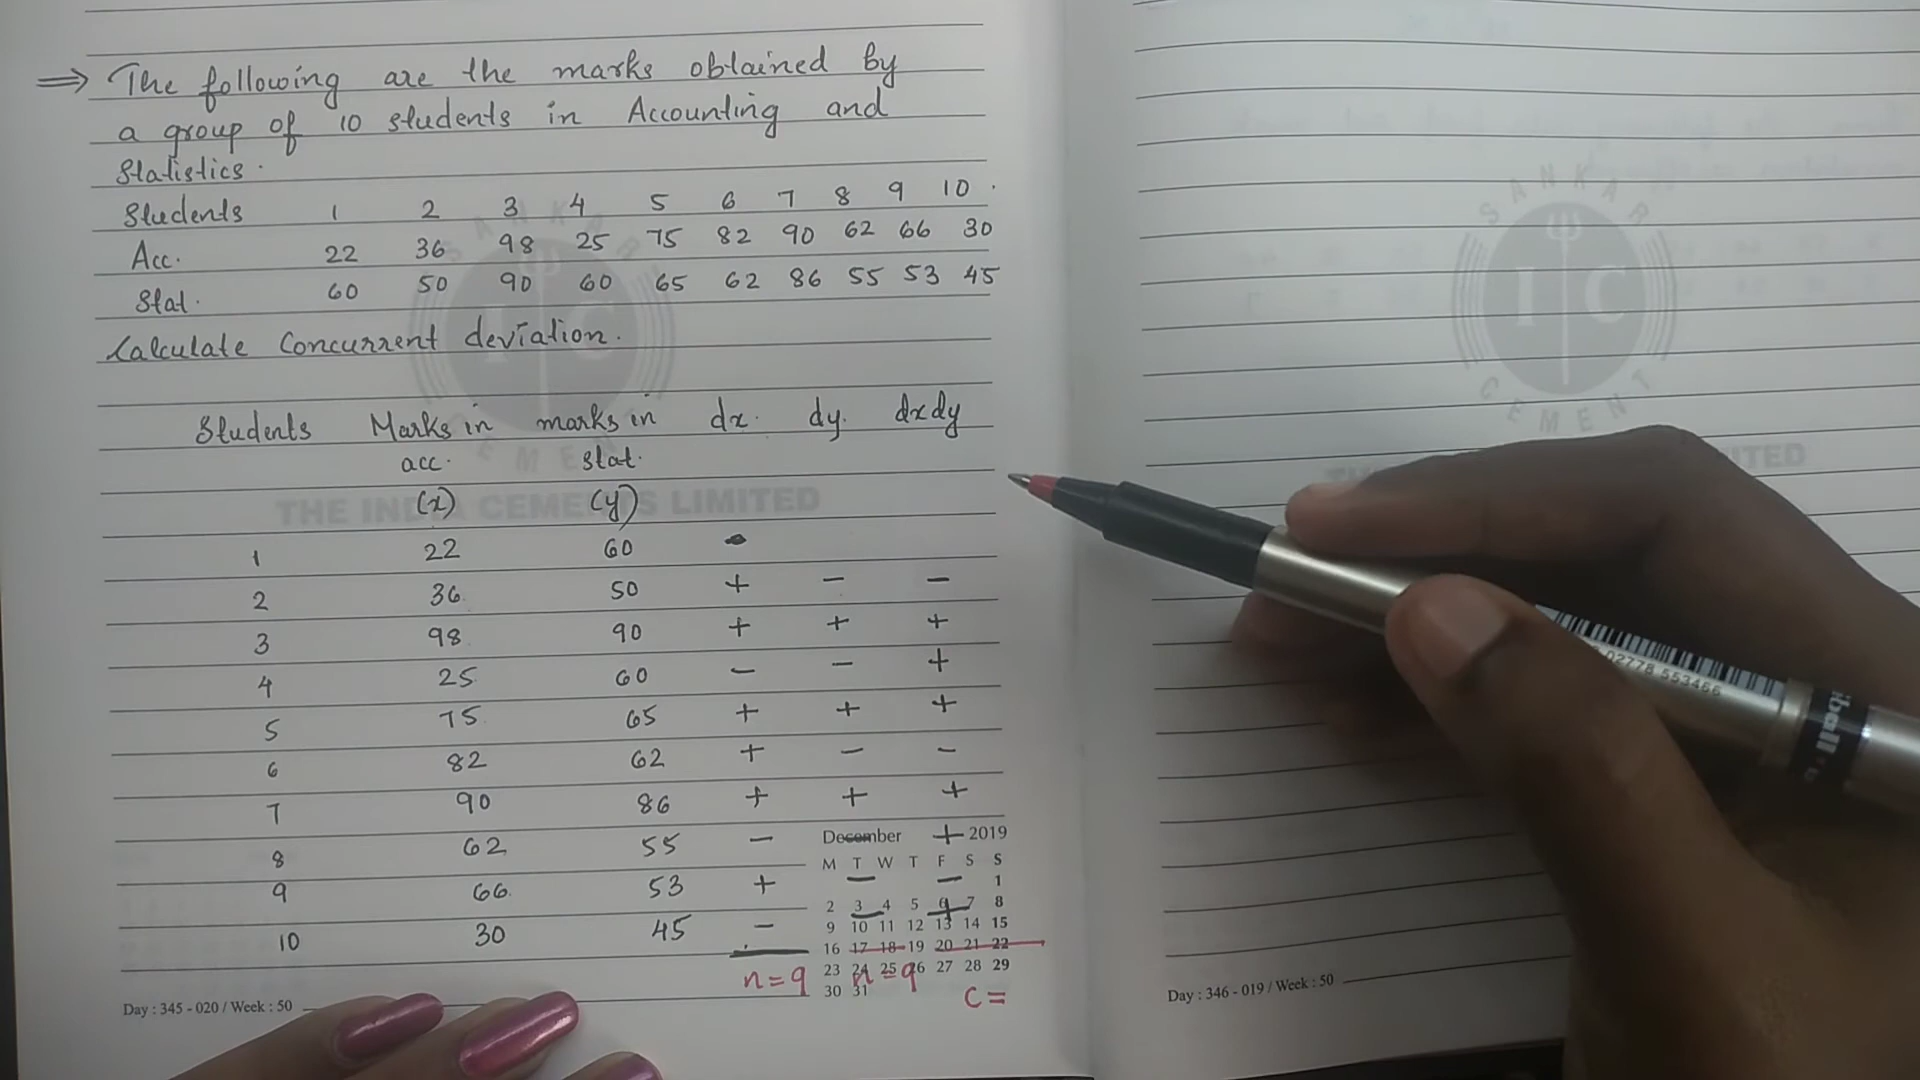 ⇒ The following are the marks obtained by
a group of 10 students in Accounting and
Statistics.
Students 1 2 3 4 5 6 7 8 9 10.
Acc. 22 36 98 25 75 82 90 62 66 30
Stat. 60 50 90 60 65 62 86 55 53 45
Calculate Concurrent deviation.
Students Marks in marks in dx. dy. dxdy
acc. stat.
(x) (y)
THE INDIA CEMENTS LIMITED
1 22 60
2 36 50 + − −
3 98 90 + + +
4 25 60 − − +
5 75 65 + + +
6 82 62 + − −
7 90 86 + + +
8 62 55 − − +
9 66 53 + − −
10 30 45 − − +
n=9 n=9
C=
December 2019
M T W T F S S
1
2 3 4 5 6 7 8
9 10 11 12 13 14 15
16 17 18 19 20 21 22
23 24 25 26 27 28 29
30 31
Day : 345 - 020 / Week : 50
SANKAR
IC
CEMENT
LIMITED
Day : 346 - 019 / Week : 50
02778 553466